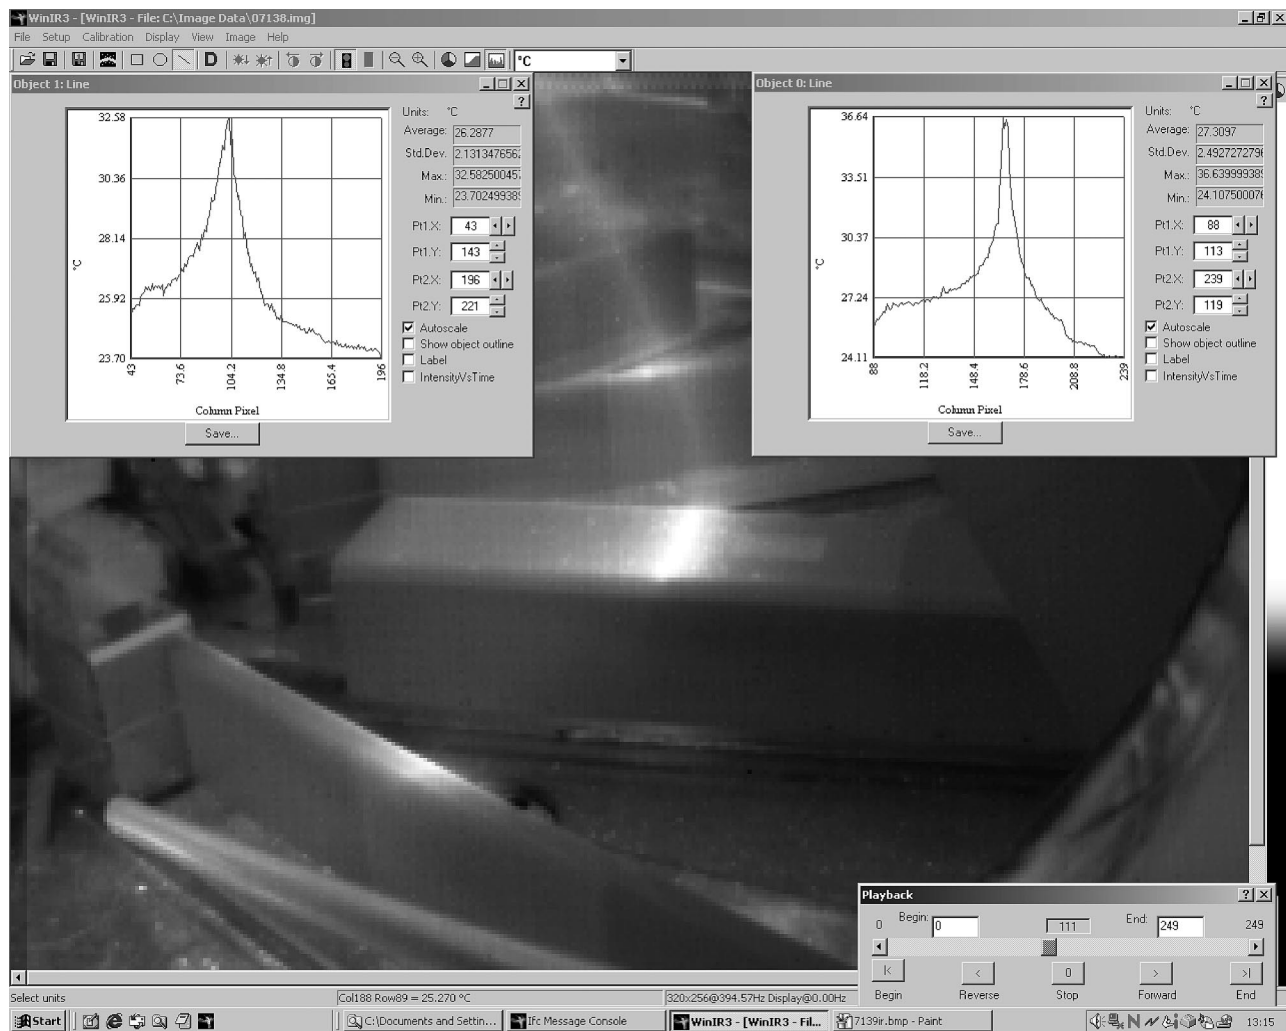 WinIR3 - [WinIR3 - File: C:\Image Data\07138.img]
File Setup Calibration Display View Image Help
D °C
Object 1: Line
32.58
30.36
28.14
25.92
23.70
°C
43 73.6 104.2 134.8 165.4 196
Column Pixel
Save...
?
Units: °C
Average: 26.2877
Std.Dev. 2.1313476562
Max.: 32.582500457
Min.: 23.702499389
Pt1.X: 43
Pt1.Y: 143
Pt2.X: 196
Pt2.Y: 221
Autoscale
Show object outline
Label
IntensityVsTime
Object 0: Line
36.64
33.51
30.37
27.24
24.11
°C
88 118.2 148.4 178.6 208.8 239
Column Pixel
Save...
?
Units: °C
Average: 27.3097
Std.Dev. 2.4927272796
Max.: 36.639999389
Min.: 24.107500076
Pt1.X: 88
Pt1.Y: 113
Pt2.X: 239
Pt2.Y: 119
Autoscale
Show object outline
Label
IntensityVsTime
Playback
0 Begin: 0 111 End: 249 249
|< < 0 > >|
Begin Reverse Stop Forward End
Select units Col188 Row89 = 25.270 °C 320x256@394.57Hz Display@0.00Hz
Start C:\Documents and Settin... Ifc Message Console WinIR3 - [WinIR3 - Fil... 7139ir.bmp - Paint N 13:15